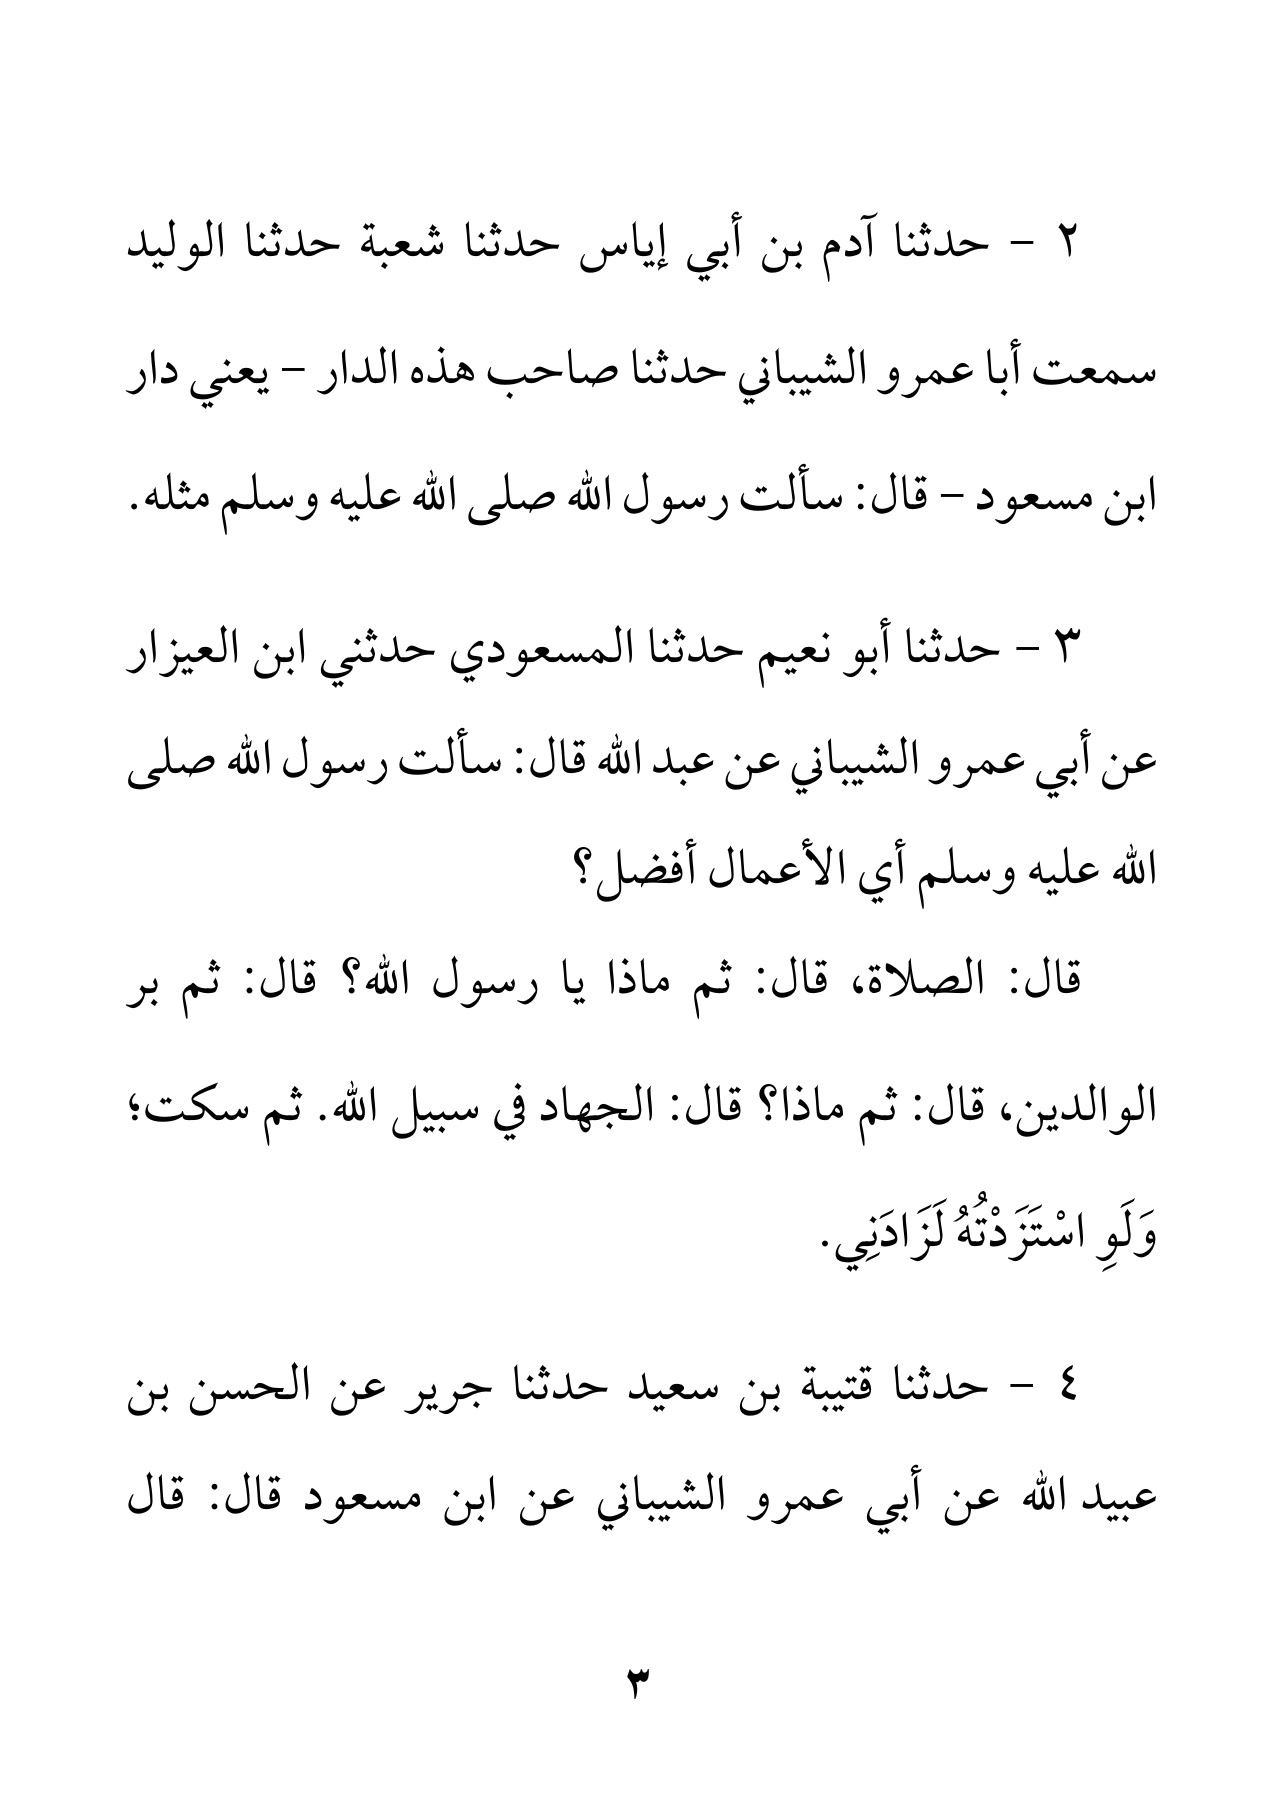 ٢ – حدثنا آدم بن أبي إياس حدثنا شعبة حدثنا الوليد
سمعت أبا عمرو الشيباني حدثنا صاحب هذه الدار – يعني دار
ابن مسعود – قال: سألت رسول الله صلى الله عليه وسلم مثله.
٣ – حدثنا أبو نعيم حدثنا المسعودي حدثني ابن العيزار
عن أبي عمرو الشيباني عن عبد الله قال: سألت رسول الله صلى
الله عليه وسلم أي الأعمال أفضل؟
قال: الصلاة، قال: ثم ماذا يا رسول الله؟ قال: ثم بر
الوالدين، قال: ثم ماذا؟ قال: الجهاد في سبيل الله. ثم سكت؛
وَلَوِ اسْتَزَدْتُهُ لَزَادَنِي.
٤ – حدثنا قتيبة بن سعيد حدثنا جرير عن الحسن بن
عبيد الله عن أبي عمرو الشيباني عن ابن مسعود قال: قال
٣